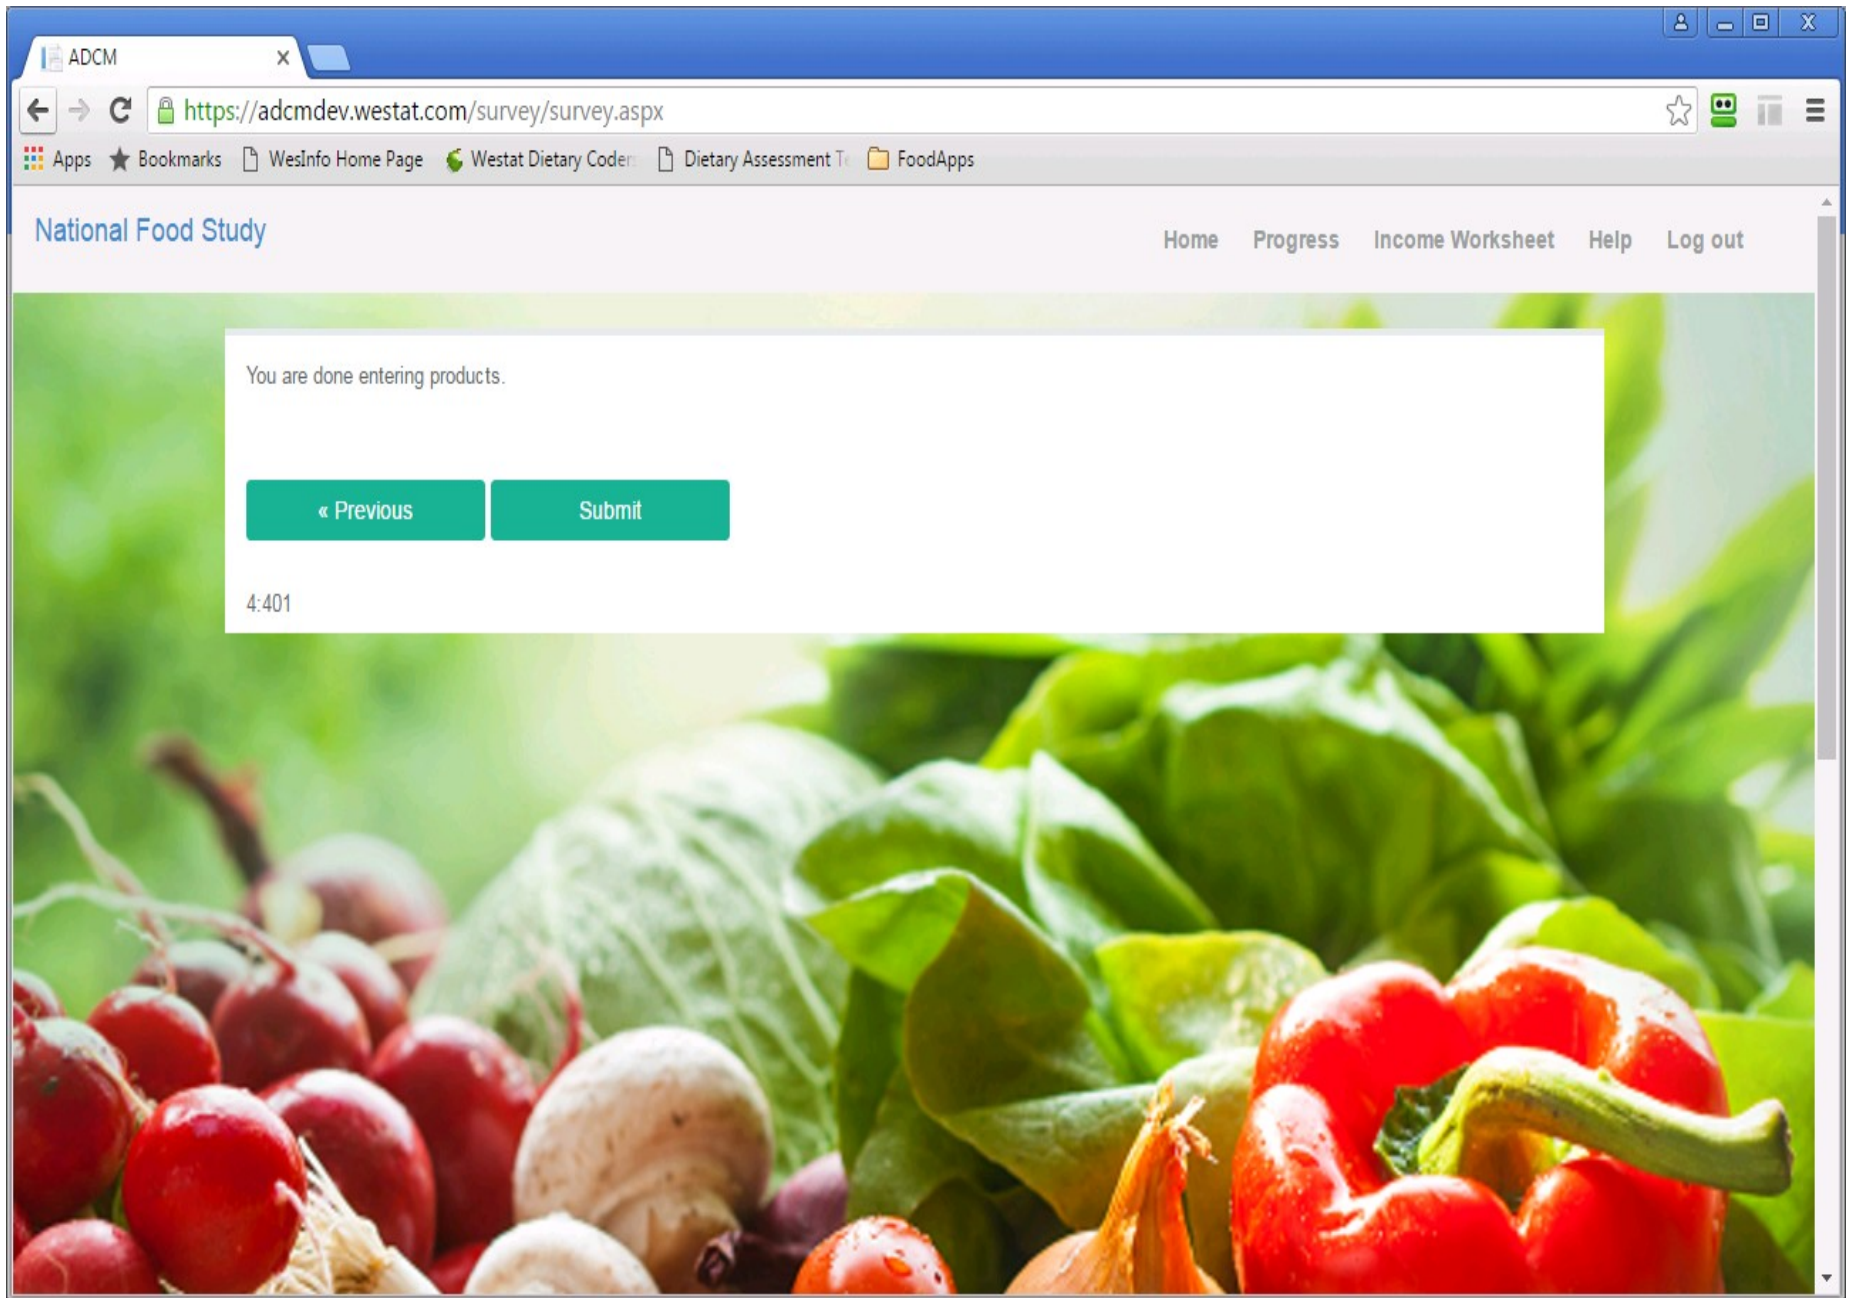 ADCM
https://adcmdev.westat.com/survey/survey.aspx
Apps Bookmarks WesInfo Home Page Westat Dietary Coder Dietary Assessment Te FoodApps
National Food Study
Home Progress Income Worksheet Help Log out
You are done entering products.
« Previous Submit
4:401